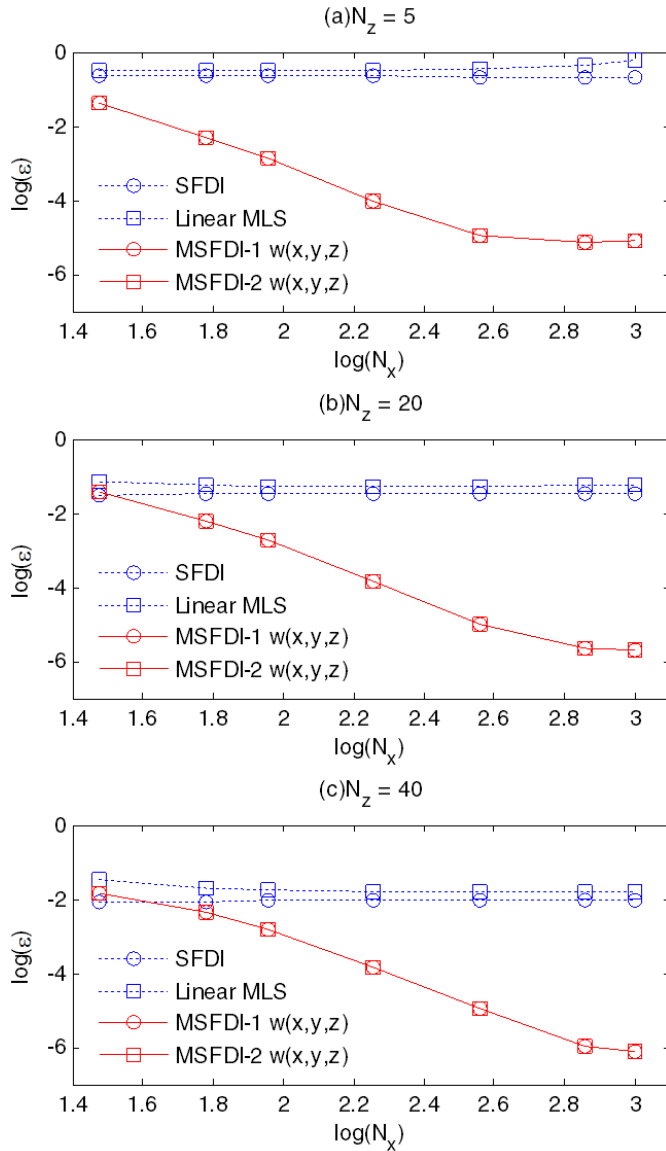 (a)N_z = 5
0
-2
-4
-6
log(ε)
SFDI
Linear MLS
MSFDI-1 w(x,y,z)
MSFDI-2 w(x,y,z)
1.4 1.6 1.8 2 2.2 2.4 2.6 2.8 3
log(N_x)
(b)N_z = 20
0
-2
-4
-6
log(ε)
SFDI
Linear MLS
MSFDI-1 w(x,y,z)
MSFDI-2 w(x,y,z)
1.4 1.6 1.8 2 2.2 2.4 2.6 2.8 3
log(N_x)
(c)N_z = 40
0
-2
-4
-6
log(ε)
SFDI
Linear MLS
MSFDI-1 w(x,y,z)
MSFDI-2 w(x,y,z)
1.4 1.6 1.8 2 2.2 2.4 2.6 2.8 3
log(N_x)